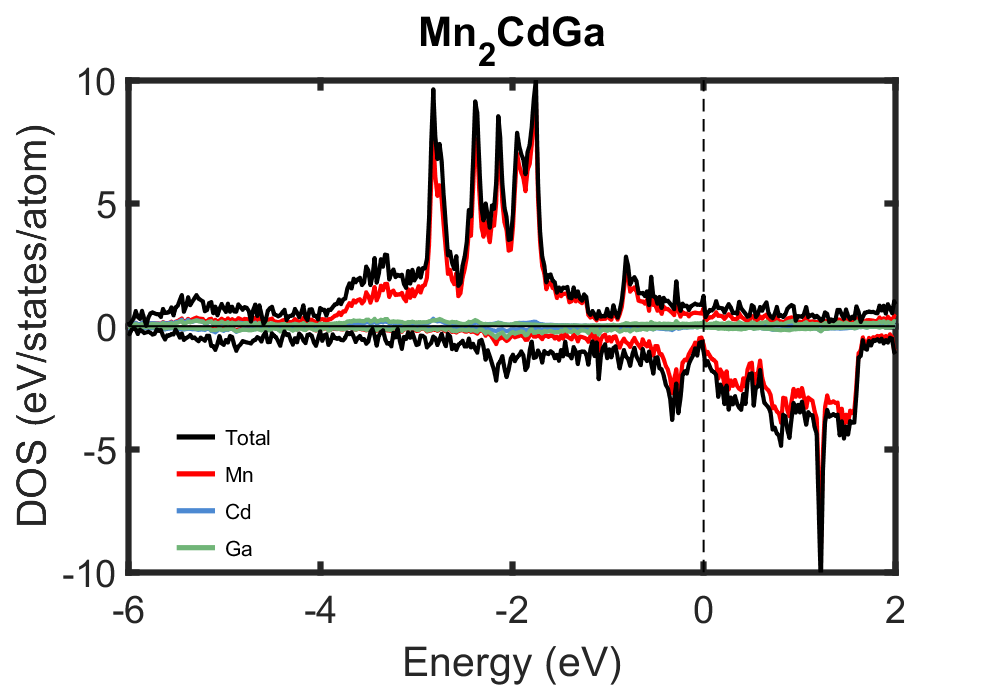 Mn2CdGa
DOS (eV/states/atom)
10
5
0
-5
-10
Total
Mn
Cd
Ga
-6 -4 -2 0 2
Energy (eV)